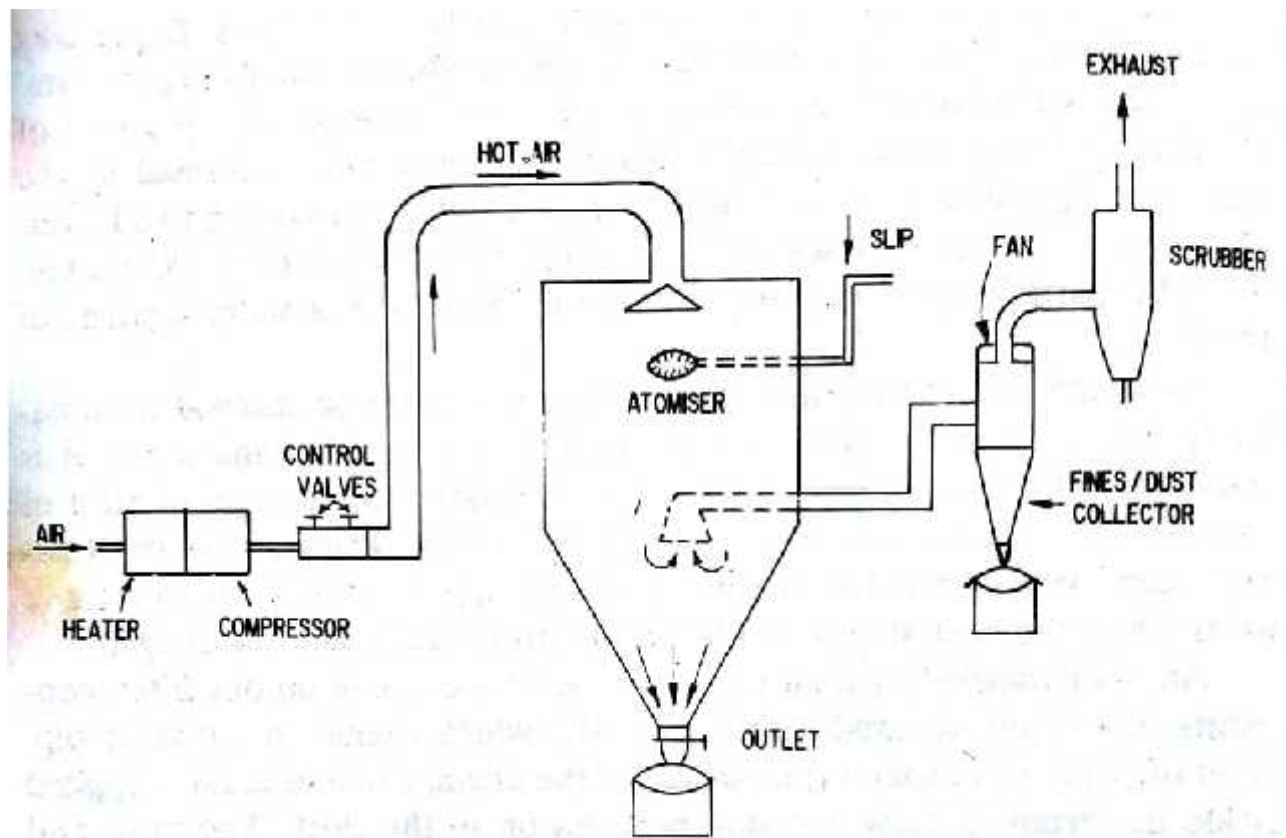 EXHAUST
HOT AIR
SLIP
FAN
SCRUBBER
ATOMISER
CONTROL
VALVES
AIR
FINES/DUST
COLLECTOR
HEATER
COMPRESSOR
OUTLET